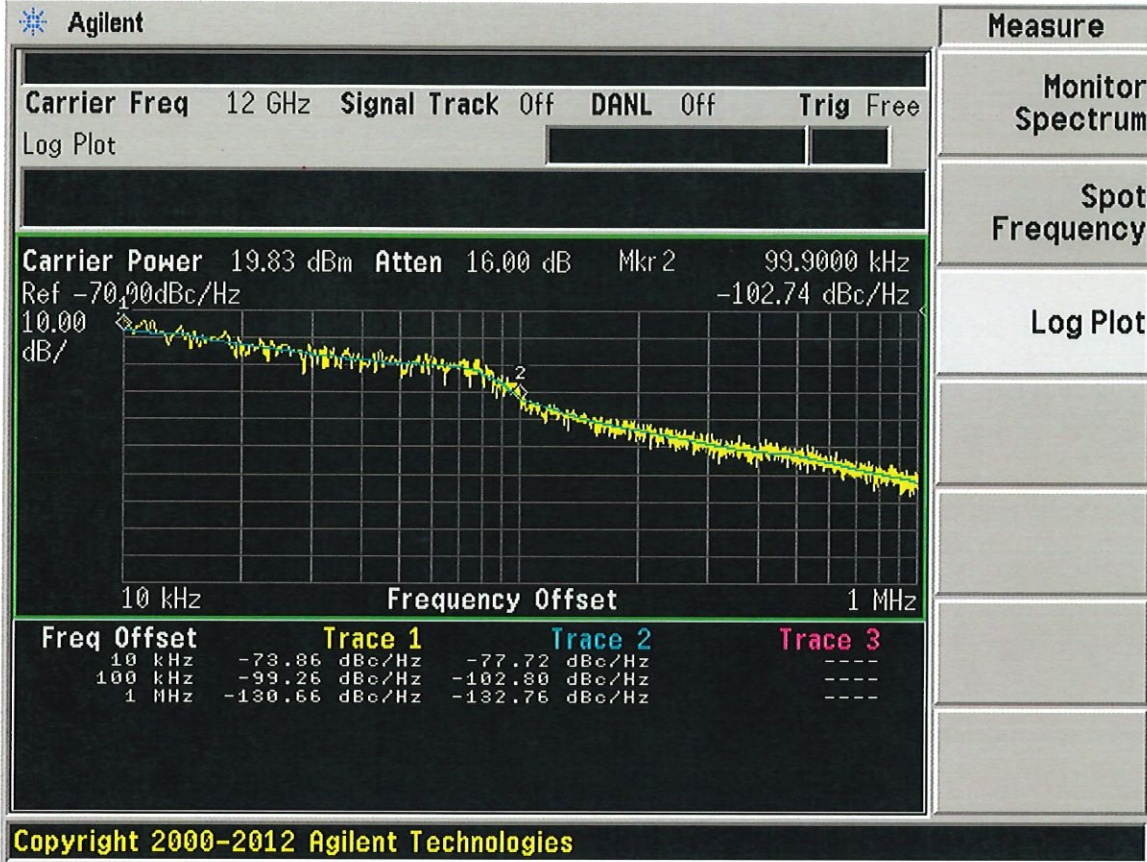 Agilent
Measure
Monitor
Spectrum
Spot
Frequency
Log Plot
Carrier Freq 12 GHz Signal Track Off DANL Off Trig Free
Log Plot
Carrier Power 19.83 dBm Atten 16.00 dB Mkr 2 99.9000 kHz
Ref -70.00dBc/Hz -102.74 dBc/Hz
10.00
dB/
1
2
10 kHz Frequency Offset 1 MHz
Freq Offset Trace 1 Trace 2 Trace 3
10 kHz -73.86 dBc/Hz -77.72 dBc/Hz ----
100 kHz -99.26 dBc/Hz -102.80 dBc/Hz ----
1 MHz -130.66 dBc/Hz -132.76 dBc/Hz ----
Copyright 2000-2012 Agilent Technologies